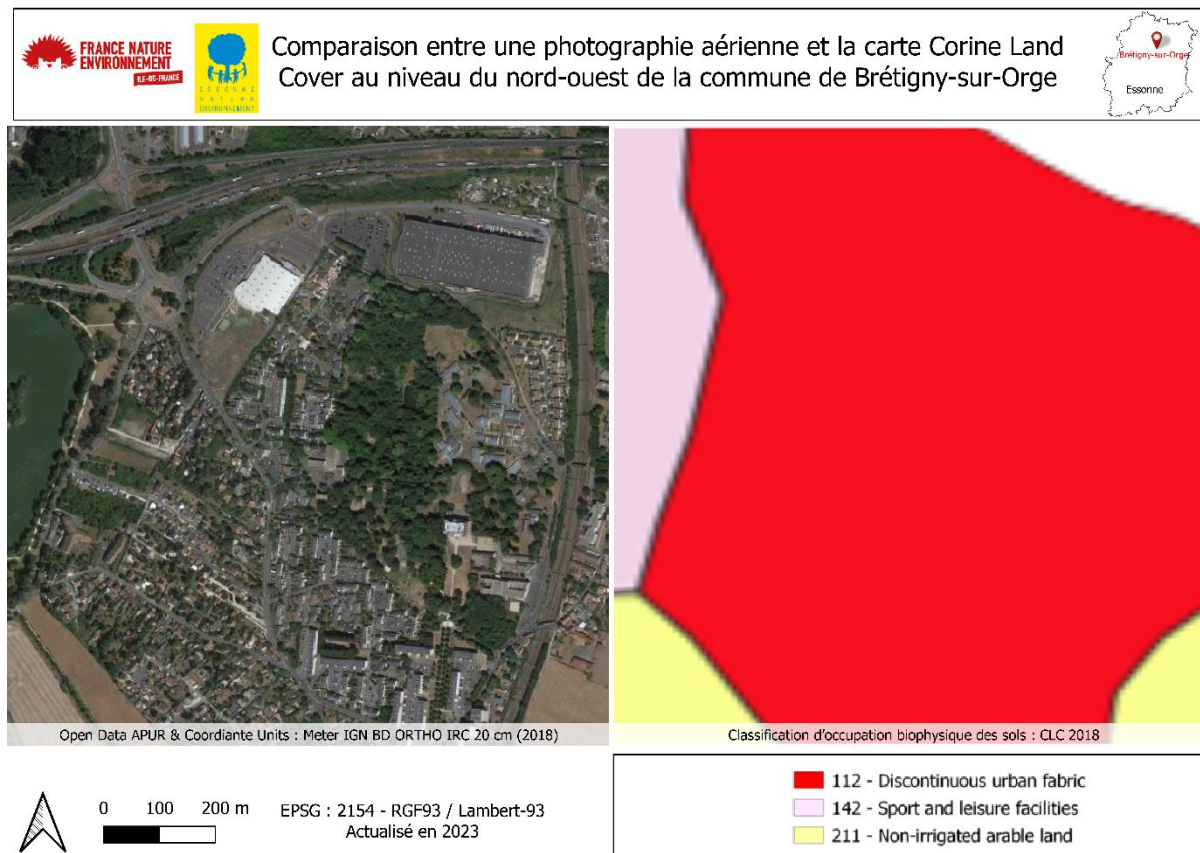 FRANCE NATURE
ENVIRONNEMENT
ILE-DE-FRANCE
ESSONNE
NATURE
ENVIRONNEMENT
Comparaison entre une photographie aérienne et la carte Corine Land
Cover au niveau du nord-ouest de la commune de Brétigny-sur-Orge
Brétigny-sur-Orge
Essonne
Open Data APUR & Coordiante Units : Meter IGN BD ORTHO IRC 20 cm (2018)
Classification d'occupation biophysique des sols : CLC 2018
0 100 200 m
EPSG : 2154 - RGF93 / Lambert-93
Actualisé en 2023
112 - Discontinuous urban fabric
142 - Sport and leisure facilities
211 - Non-irrigated arable land